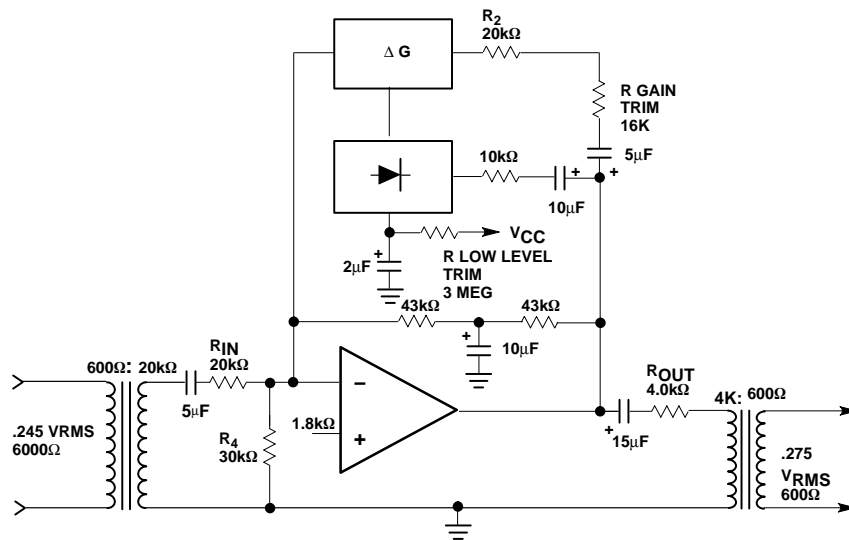 R2
20kΩ
Δ G
R GAIN
TRIM
16K
10kΩ
+
5μF
+
10μF
VCC
+
2μF
R LOW LEVEL
TRIM
3 MEG
43kΩ
43kΩ
+
10μF
RIN
20kΩ
600Ω: 20kΩ
5μF
−
ROUT
4.0kΩ
4K: 600Ω
.245 VRMS
6000Ω
R4
30kΩ
1.8kΩ
+
+
15μF
.275
VRMS
600Ω